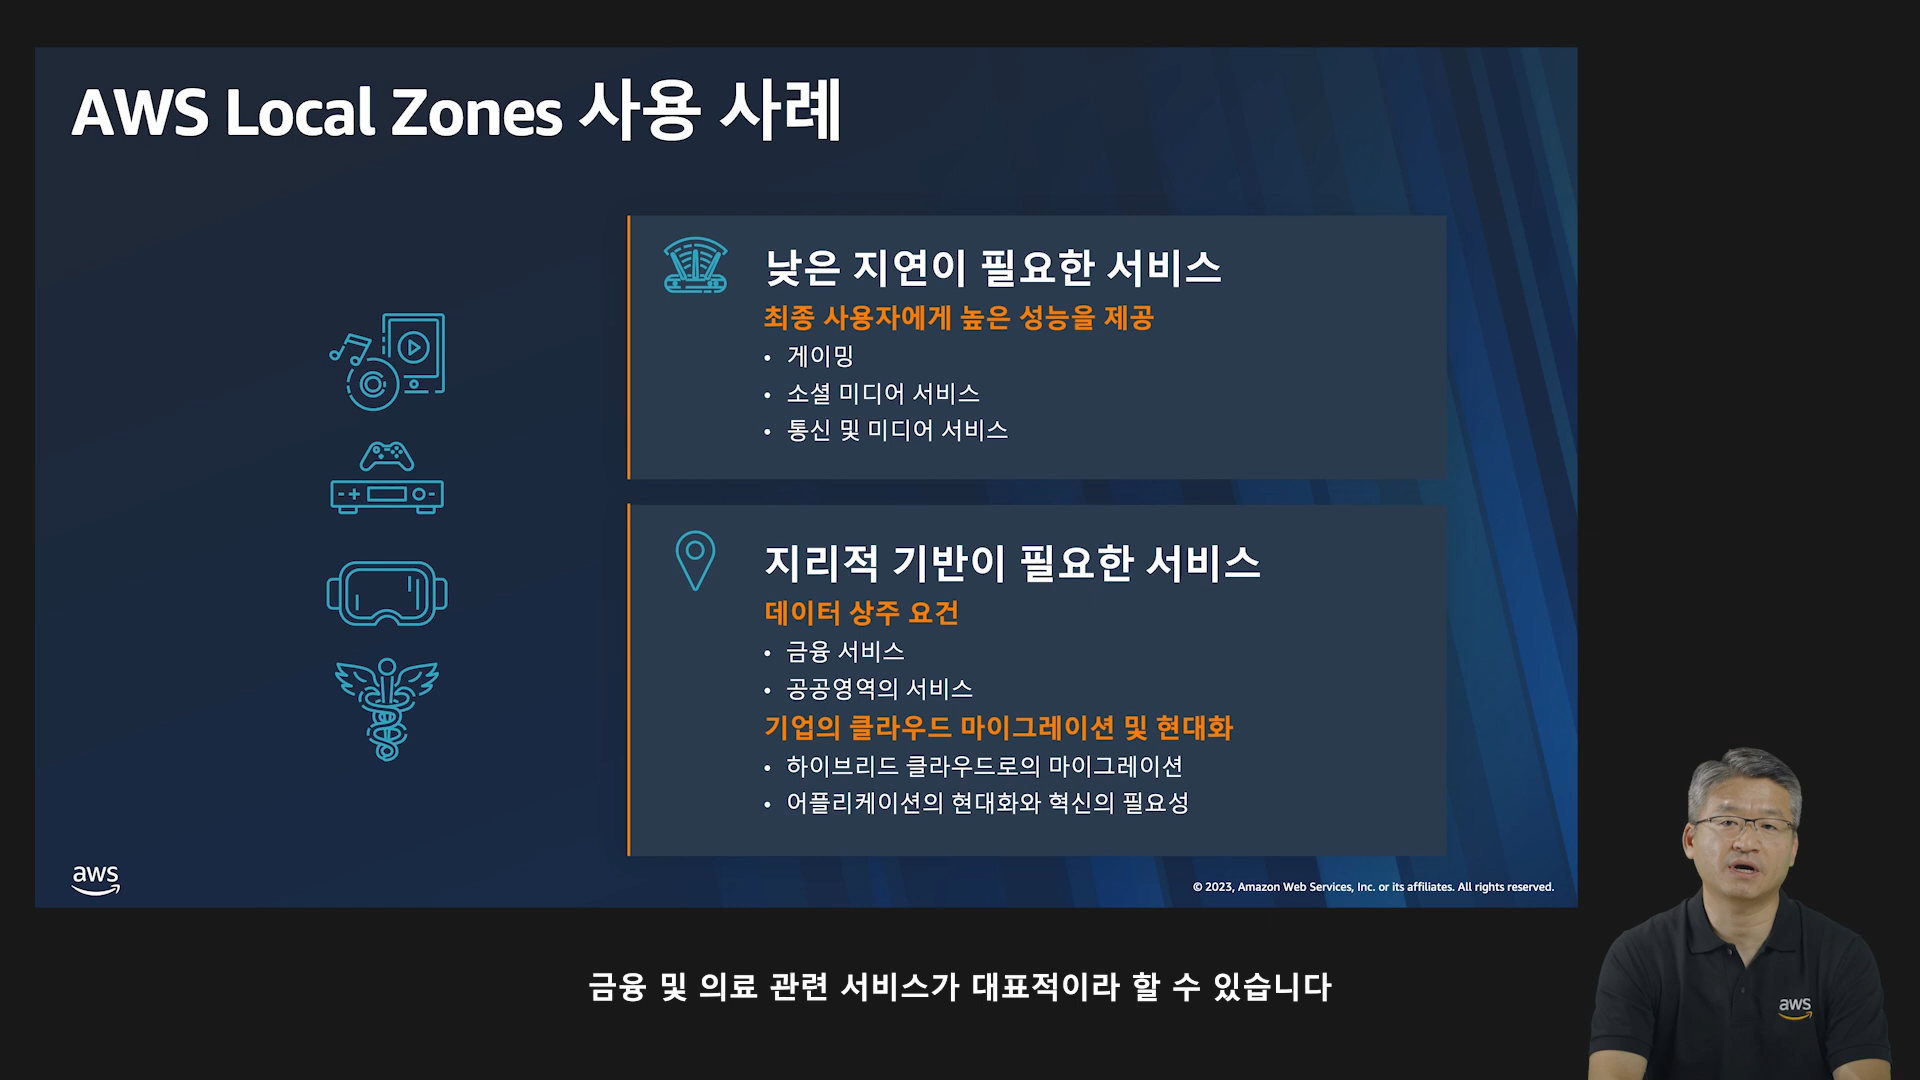 AWS Local Zones 사용 사례
낮은 지연이 필요한 서비스
최종 사용자에게 높은 성능을 제공
• 게이밍
• 소셜 미디어 서비스
• 통신 및 미디어 서비스
지리적 기반이 필요한 서비스
데이터 상주 요건
• 금융 서비스
• 공공영역의 서비스
기업의 클라우드 마이그레이션 및 현대화
• 하이브리드 클라우드로의 마이그레이션
• 어플리케이션의 현대화와 혁신의 필요성
aws
© 2023, Amazon Web Services, Inc. or its affiliates. All rights reserved.
금융 및 의료 관련 서비스가 대표적이라 할 수 있습니다
aws